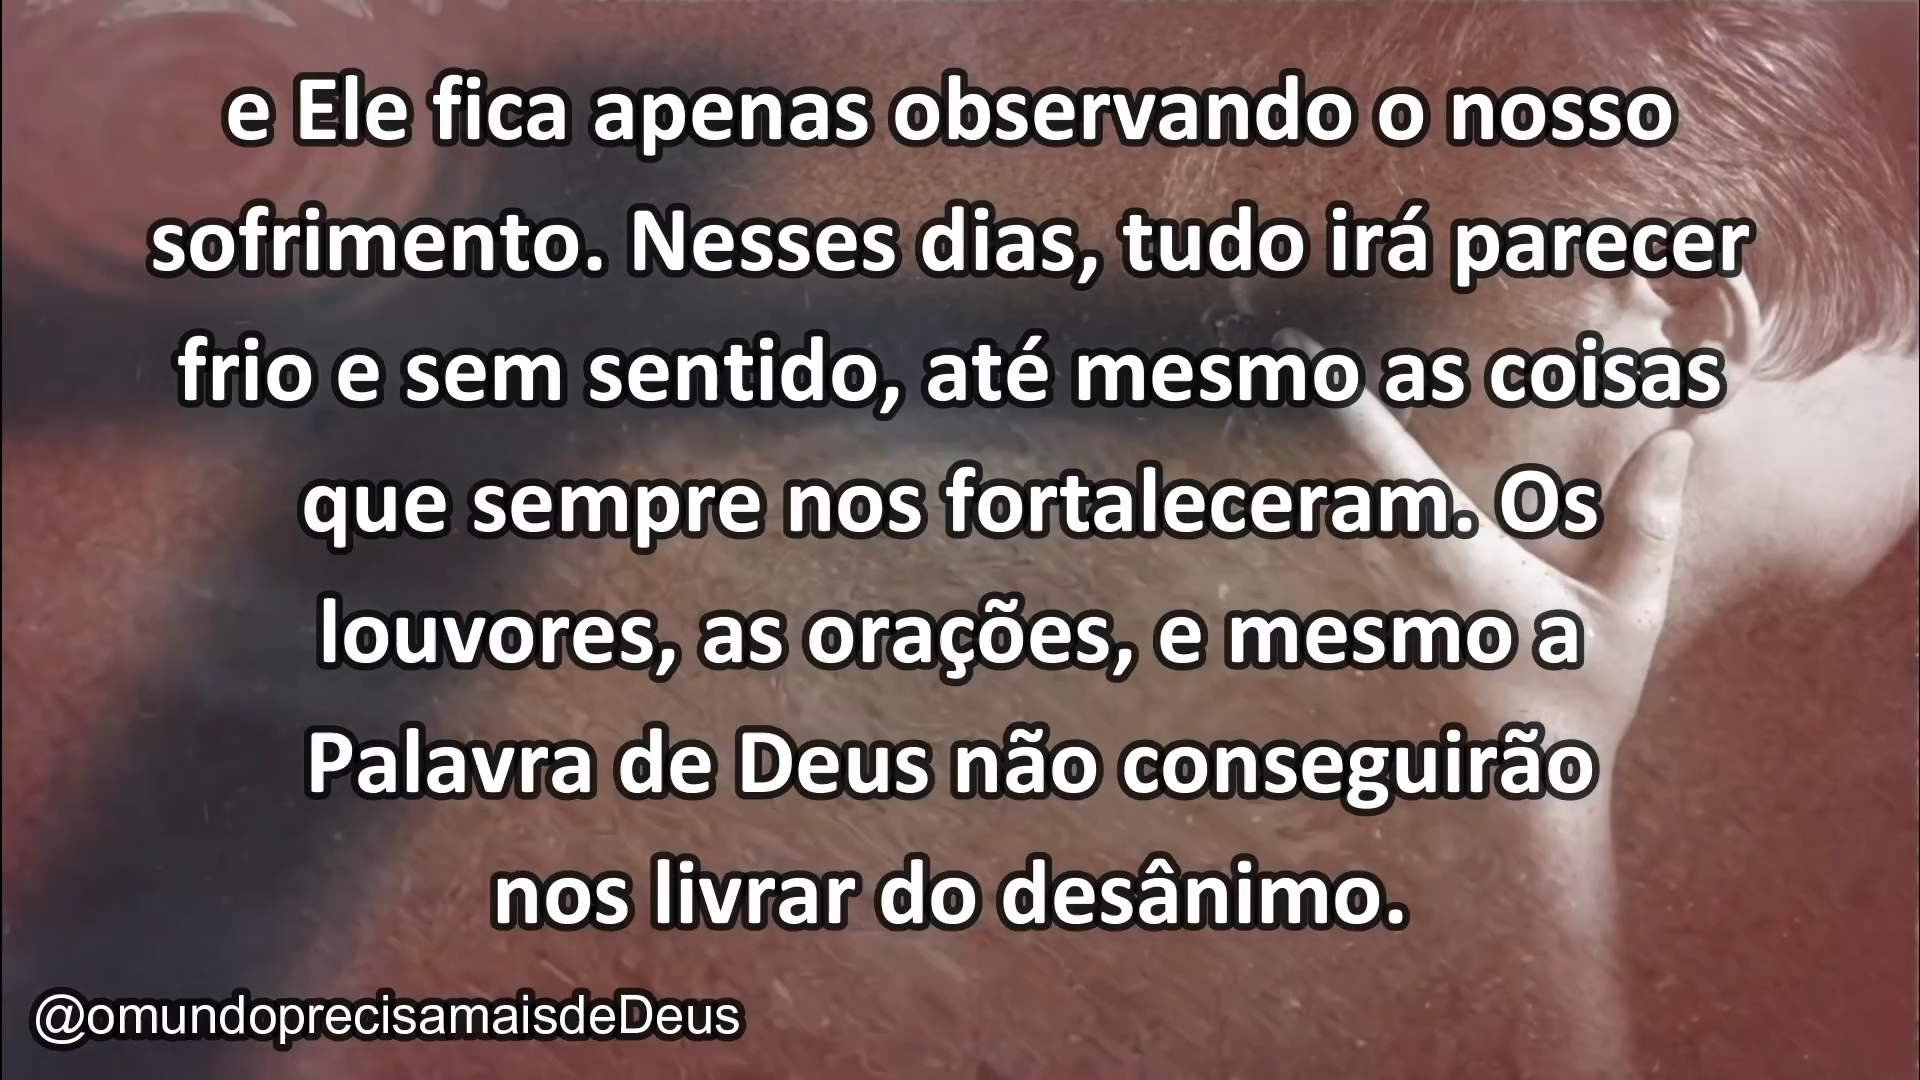 e Ele fica apenas observando o nosso
sofrimento. Nesses dias, tudo irá parecer
frio e sem sentido, até mesmo as coisas
que sempre nos fortaleceram. Os
louvores, as orações, e mesmo a
Palavra de Deus não conseguirão
nos livrar do desânimo.
@omundoprecisamaisdeDeus